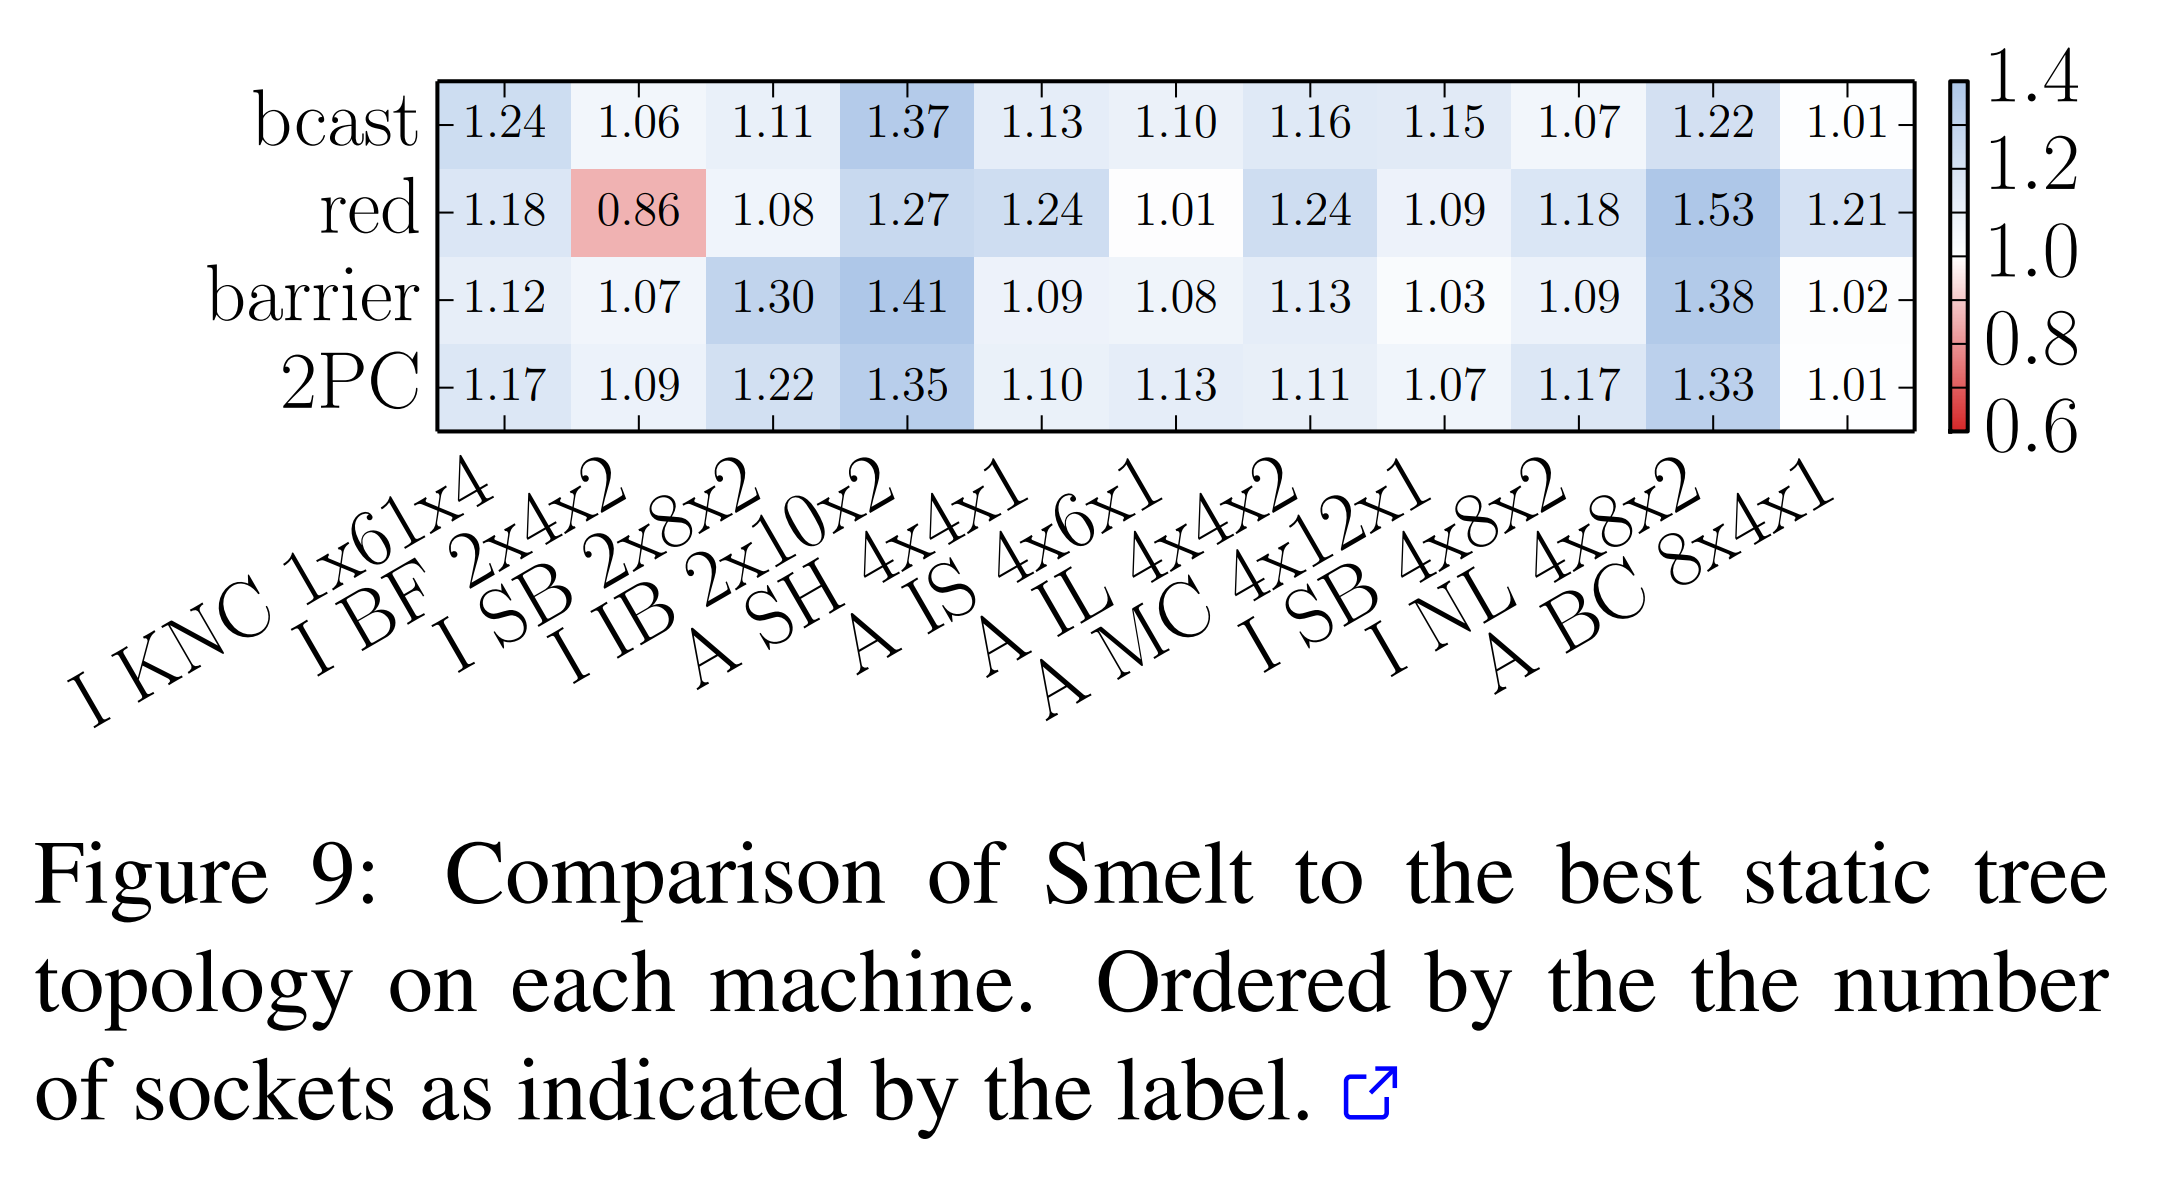 bcast 1.24 1.06 1.11 1.37 1.13 1.10 1.16 1.15 1.07 1.22 1.01
red 1.18 0.86 1.08 1.27 1.24 1.01 1.24 1.09 1.18 1.53 1.21
barrier 1.12 1.07 1.30 1.41 1.09 1.08 1.13 1.03 1.09 1.38 1.02
2PC 1.17 1.09 1.22 1.35 1.10 1.13 1.11 1.07 1.17 1.33 1.01
1.4
1.2
1.0
0.8
0.6
I KNC 1x61x4
I BF 2x4x2
I SB 2x8x2
I IB 2x10x2
A SH 4x4x1
A IS 4x6x1
A IL 4x4x2
A MC 4x12x1
I SB 4x8x2
I NL 4x8x2
A BC 8x4x1
Figure 9: Comparison of Smelt to the best static tree
topology on each machine. Ordered by the the number
of sockets as indicated by the label.